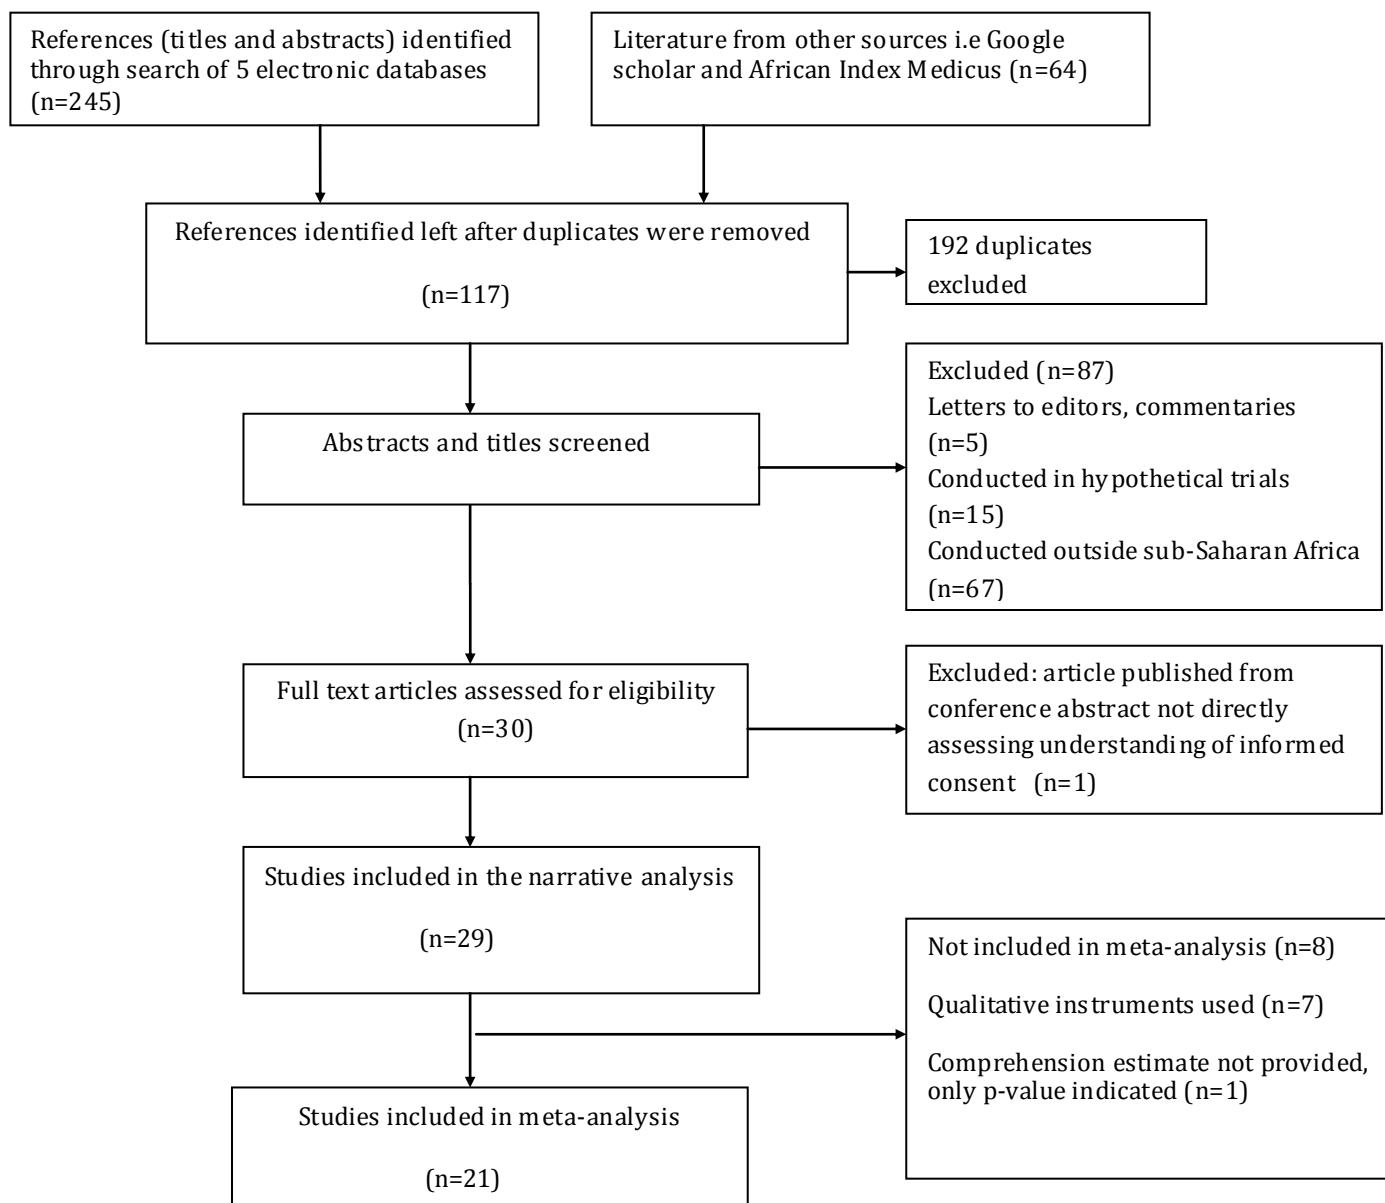 References (titles and abstracts) identified
through search of 5 electronic databases
(n=245)
Literature from other sources i.e Google
scholar and African Index Medicus (n=64)
References identified left after duplicates were removed
(n=117)
192 duplicates
excluded
Abstracts and titles screened
Excluded (n=87)
Letters to editors, commentaries
(n=5)
Conducted in hypothetical trials
(n=15)
Conducted outside sub-Saharan Africa
(n=67)
Full text articles assessed for eligibility
(n=30)
Excluded: article published from
conference abstract not directly
assessing understanding of informed
consent (n=1)
Studies included in the narrative analysis
(n=29)
Not included in meta-analysis (n=8)
Qualitative instruments used (n=7)
Comprehension estimate not provided,
only p-value indicated (n=1)
Studies included in meta-analysis
(n=21)